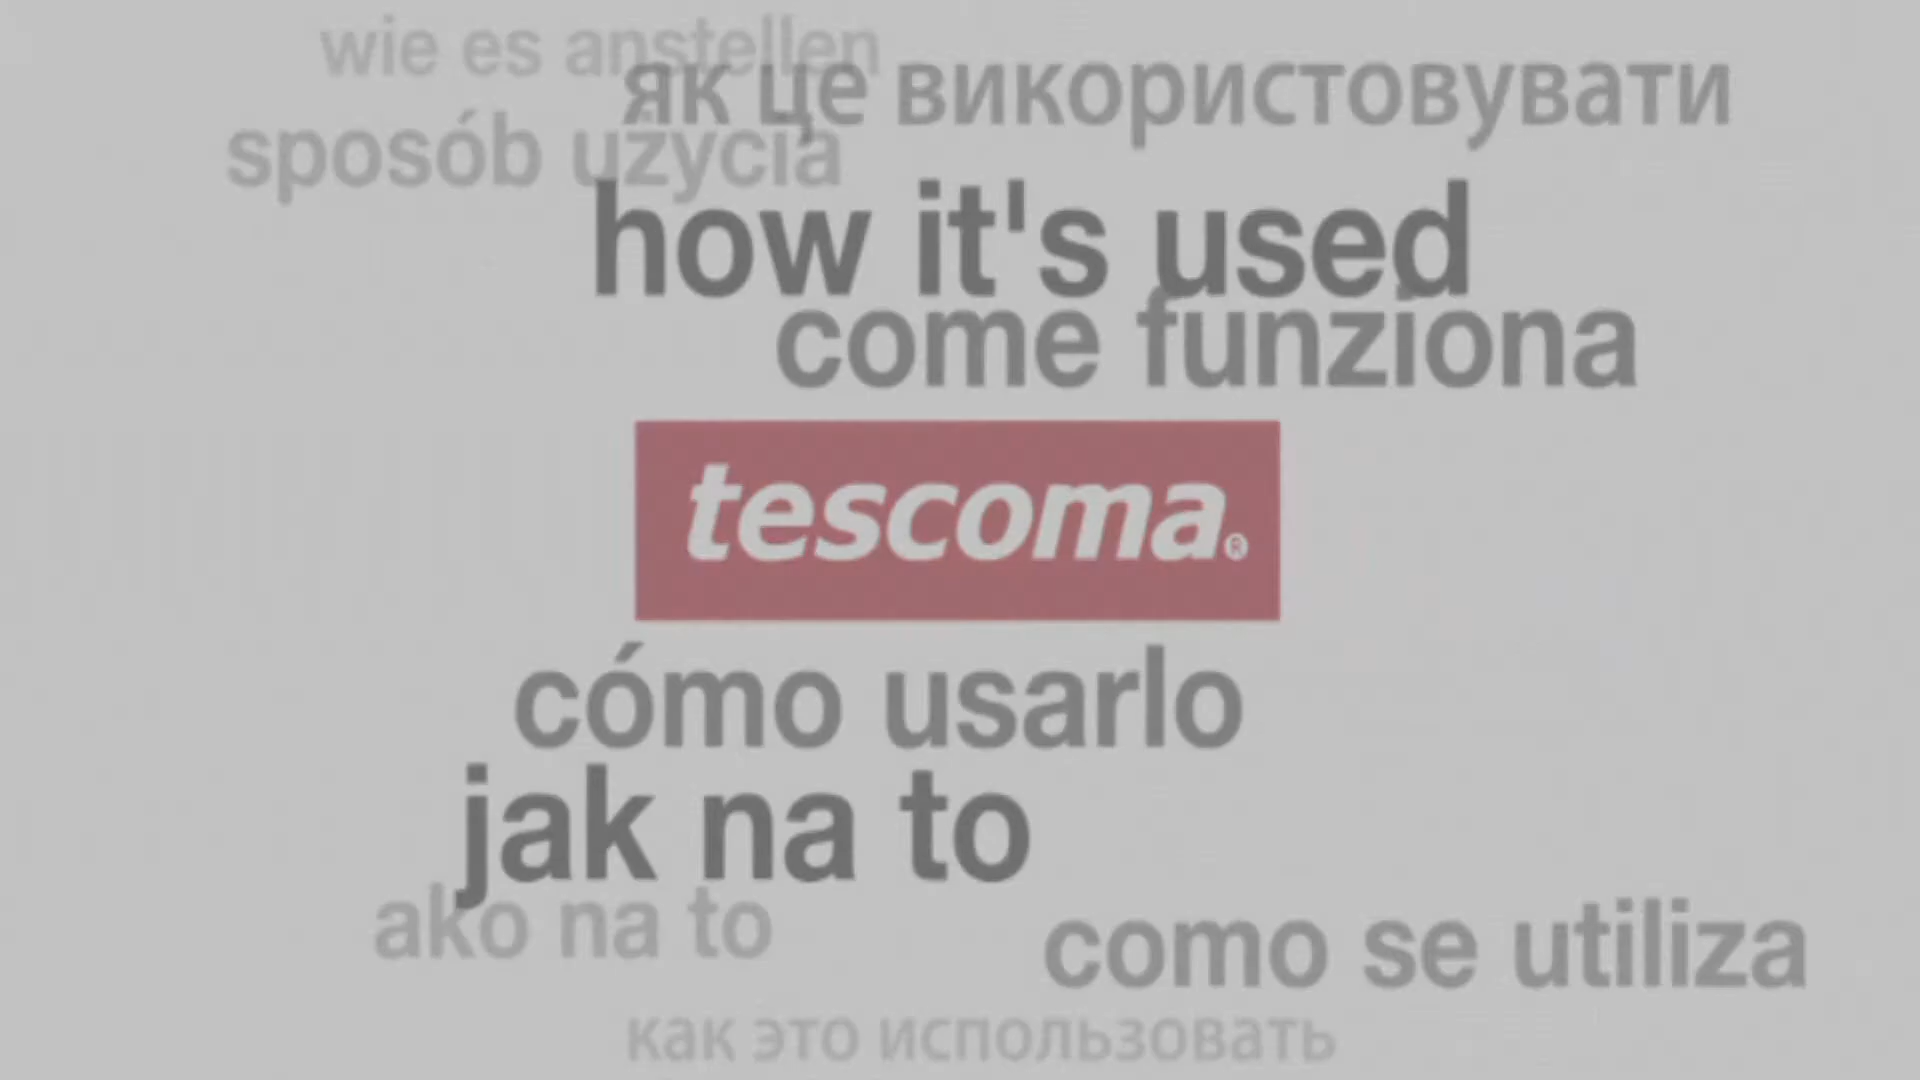 wie es anstellen
як це використовувати
sposób użycia
how it's used
come funziona
tescoma®
cómo usarlo
jak na to
ako na to
como se utiliza
как это использовать